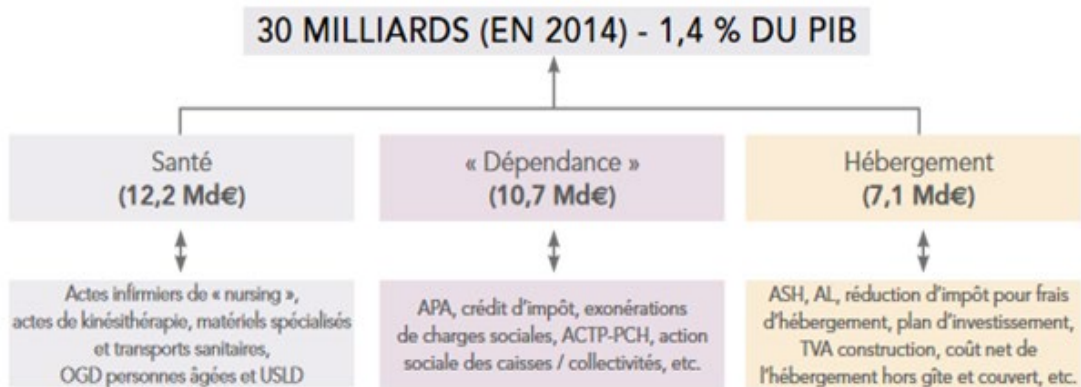 30 MILLIARDS (EN 2014) - 1,4 % DU PIB
Santé
(12,2 Md€)
Actes infirmiers de « nursing »,
actes de kinésithérapie, matériels spécialisés
et transports sanitaires,
OGD personnes âgées et USLD
« Dépendance »
(10,7 Md€)
APA, crédit d'impôt, exonérations
de charges sociales, ACTP-PCH, action
sociale des caisses / collectivités, etc.
Hébergement
(7,1 Md€)
ASH, AL, réduction d'impôt pour frais
d'hébergement, plan d'investissement,
TVA construction, coût net de
l'hébergement hors gîte et couvert, etc.